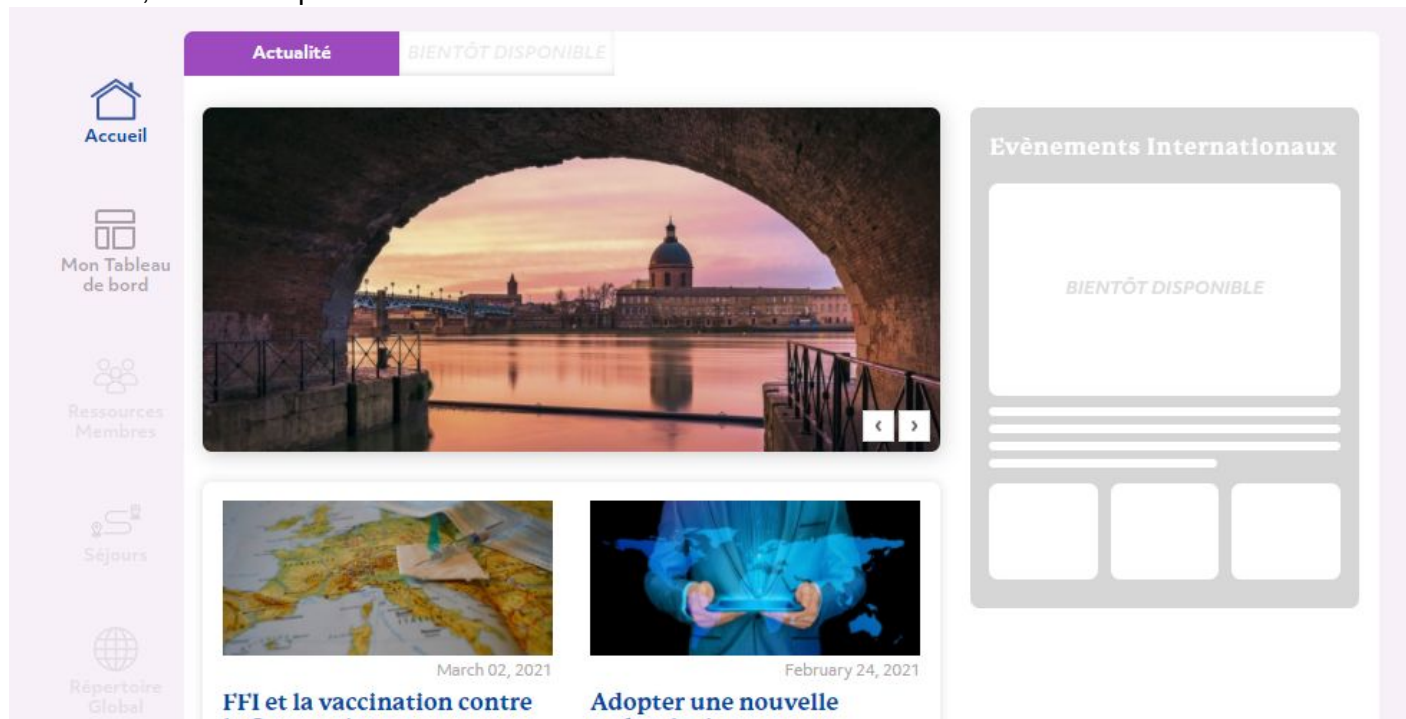 Actualité
BIENTÔT DISPONIBLE
Accueil
Mon Tableau
de bord
Ressources
Membres
Séjours
Répertoire
Global
Evènements Internationaux
BIENTÔT DISPONIBLE
March 02, 2021
FFI et la vaccination contre
February 24, 2021
Adopter une nouvelle